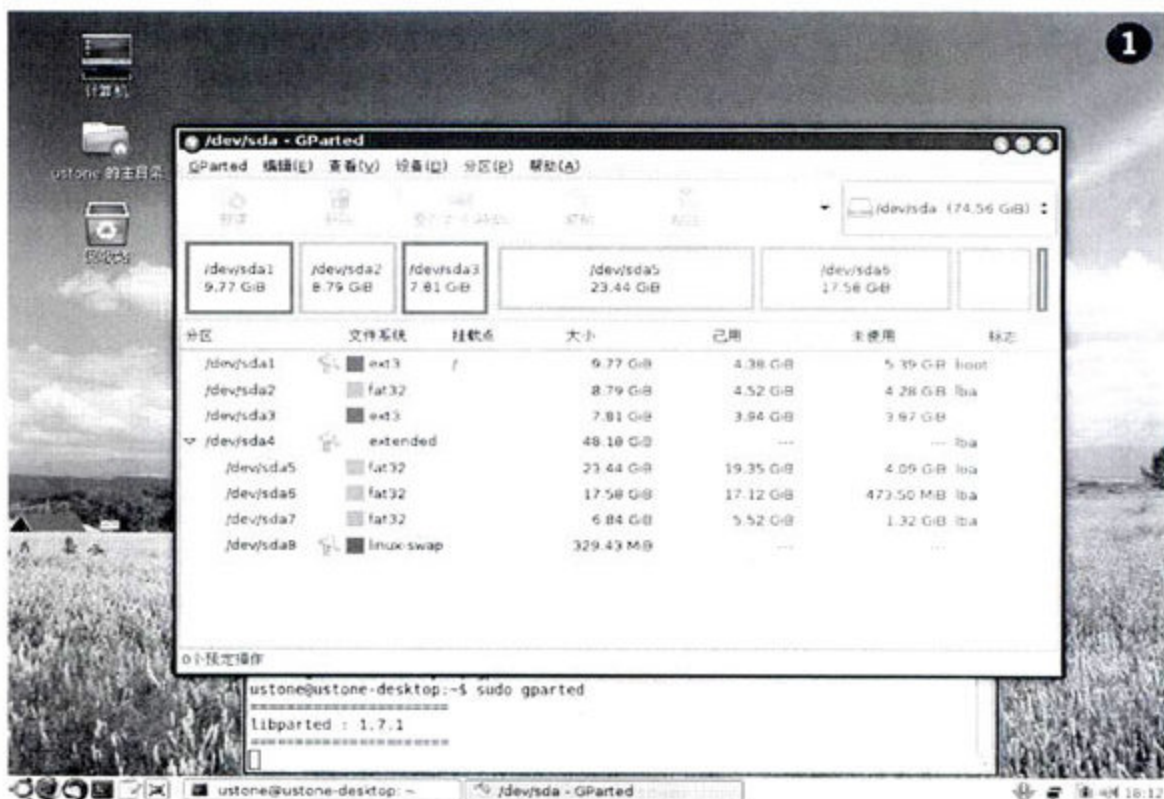 1
计算机
ustone 的主目录
/dev/sda - GParted
GParted 编辑(E) 查看(V) 设备(D) 分区(P) 帮助(A)
/dev/sda (74.56 GiB)
/dev/sda1 /dev/sda2 /dev/sda3 /dev/sda5 /dev/sda6
9.77 GiB 8.79 GiB 7.81 GiB 23.44 GiB 17.58 GiB
分区 文件系统 挂载点 大小 已用 未使用 标志
/dev/sda1 ext3 / 9.77 GiB 4.38 GiB 5.39 GiB boot
/dev/sda2 fat32 8.79 GiB 4.52 GiB 4.28 GiB lba
/dev/sda3 ext3 7.81 GiB 3.94 GiB 3.87 GiB
/dev/sda4 extended 48.18 GiB --- --- lba
/dev/sda5 fat32 23.44 GiB 19.35 GiB 4.09 GiB lba
/dev/sda6 fat32 17.58 GiB 17.12 GiB 473.50 MiB lba
/dev/sda7 fat32 6.84 GiB 5.52 GiB 1.32 GiB lba
/dev/sda8 linux-swap 329.43 MiB --- ---
0个预定操作
ustone@ustone-desktop:~$ sudo gparted
======================
libparted : 1.7.1
======================
ustone@ustone-desktop: ~ /dev/sda - GParted 18:12